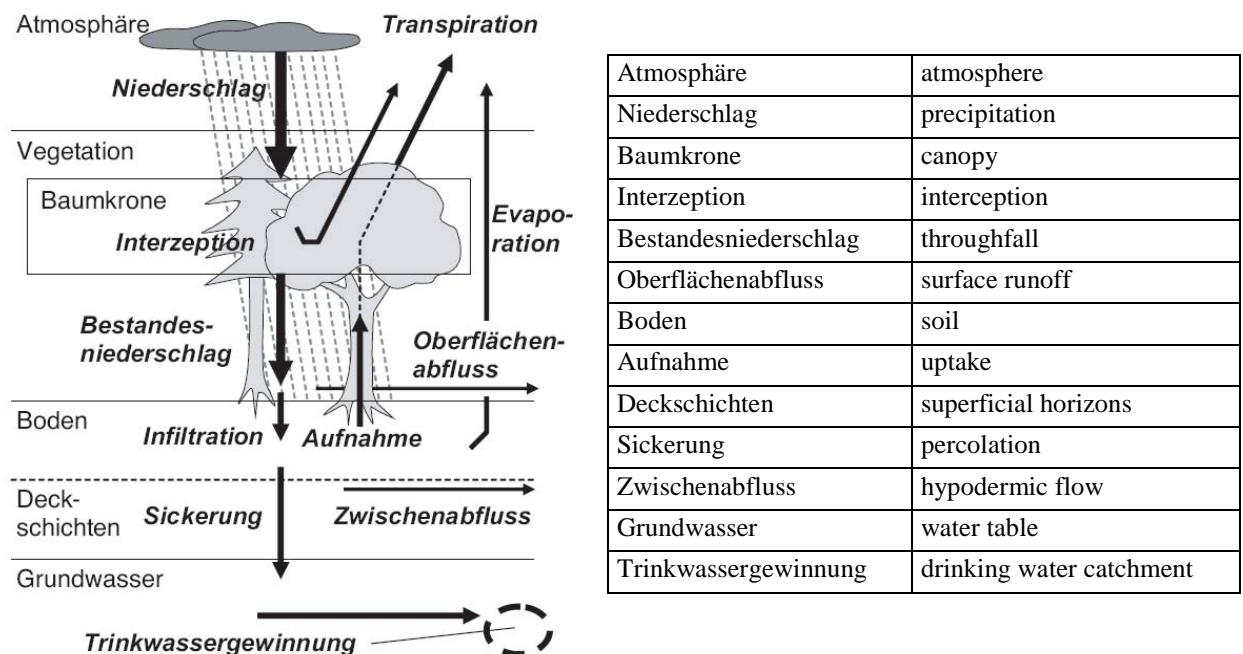 Atmosphäre
Transpiration
Niederschlag
Vegetation
Baumkrone
Interzeption
Evapo-
ration
Bestandes-
niederschlag
Oberflächen-
abfluss
Boden
Infiltration
Aufnahme
Deck-
schichten
Sickerung
Zwischenabfluss
Grundwasser
Trinkwassergewinnung
Atmosphäre atmosphere
Niederschlag precipitation
Baumkrone canopy
Interzeption interception
Bestandesniederschlag throughfall
Oberflächenabfluss surface runoff
Boden soil
Aufnahme uptake
Deckschichten superficial horizons
Sickerung percolation
Zwischenabfluss hypodermic flow
Grundwasser water table
Trinkwassergewinnung drinking water catchment